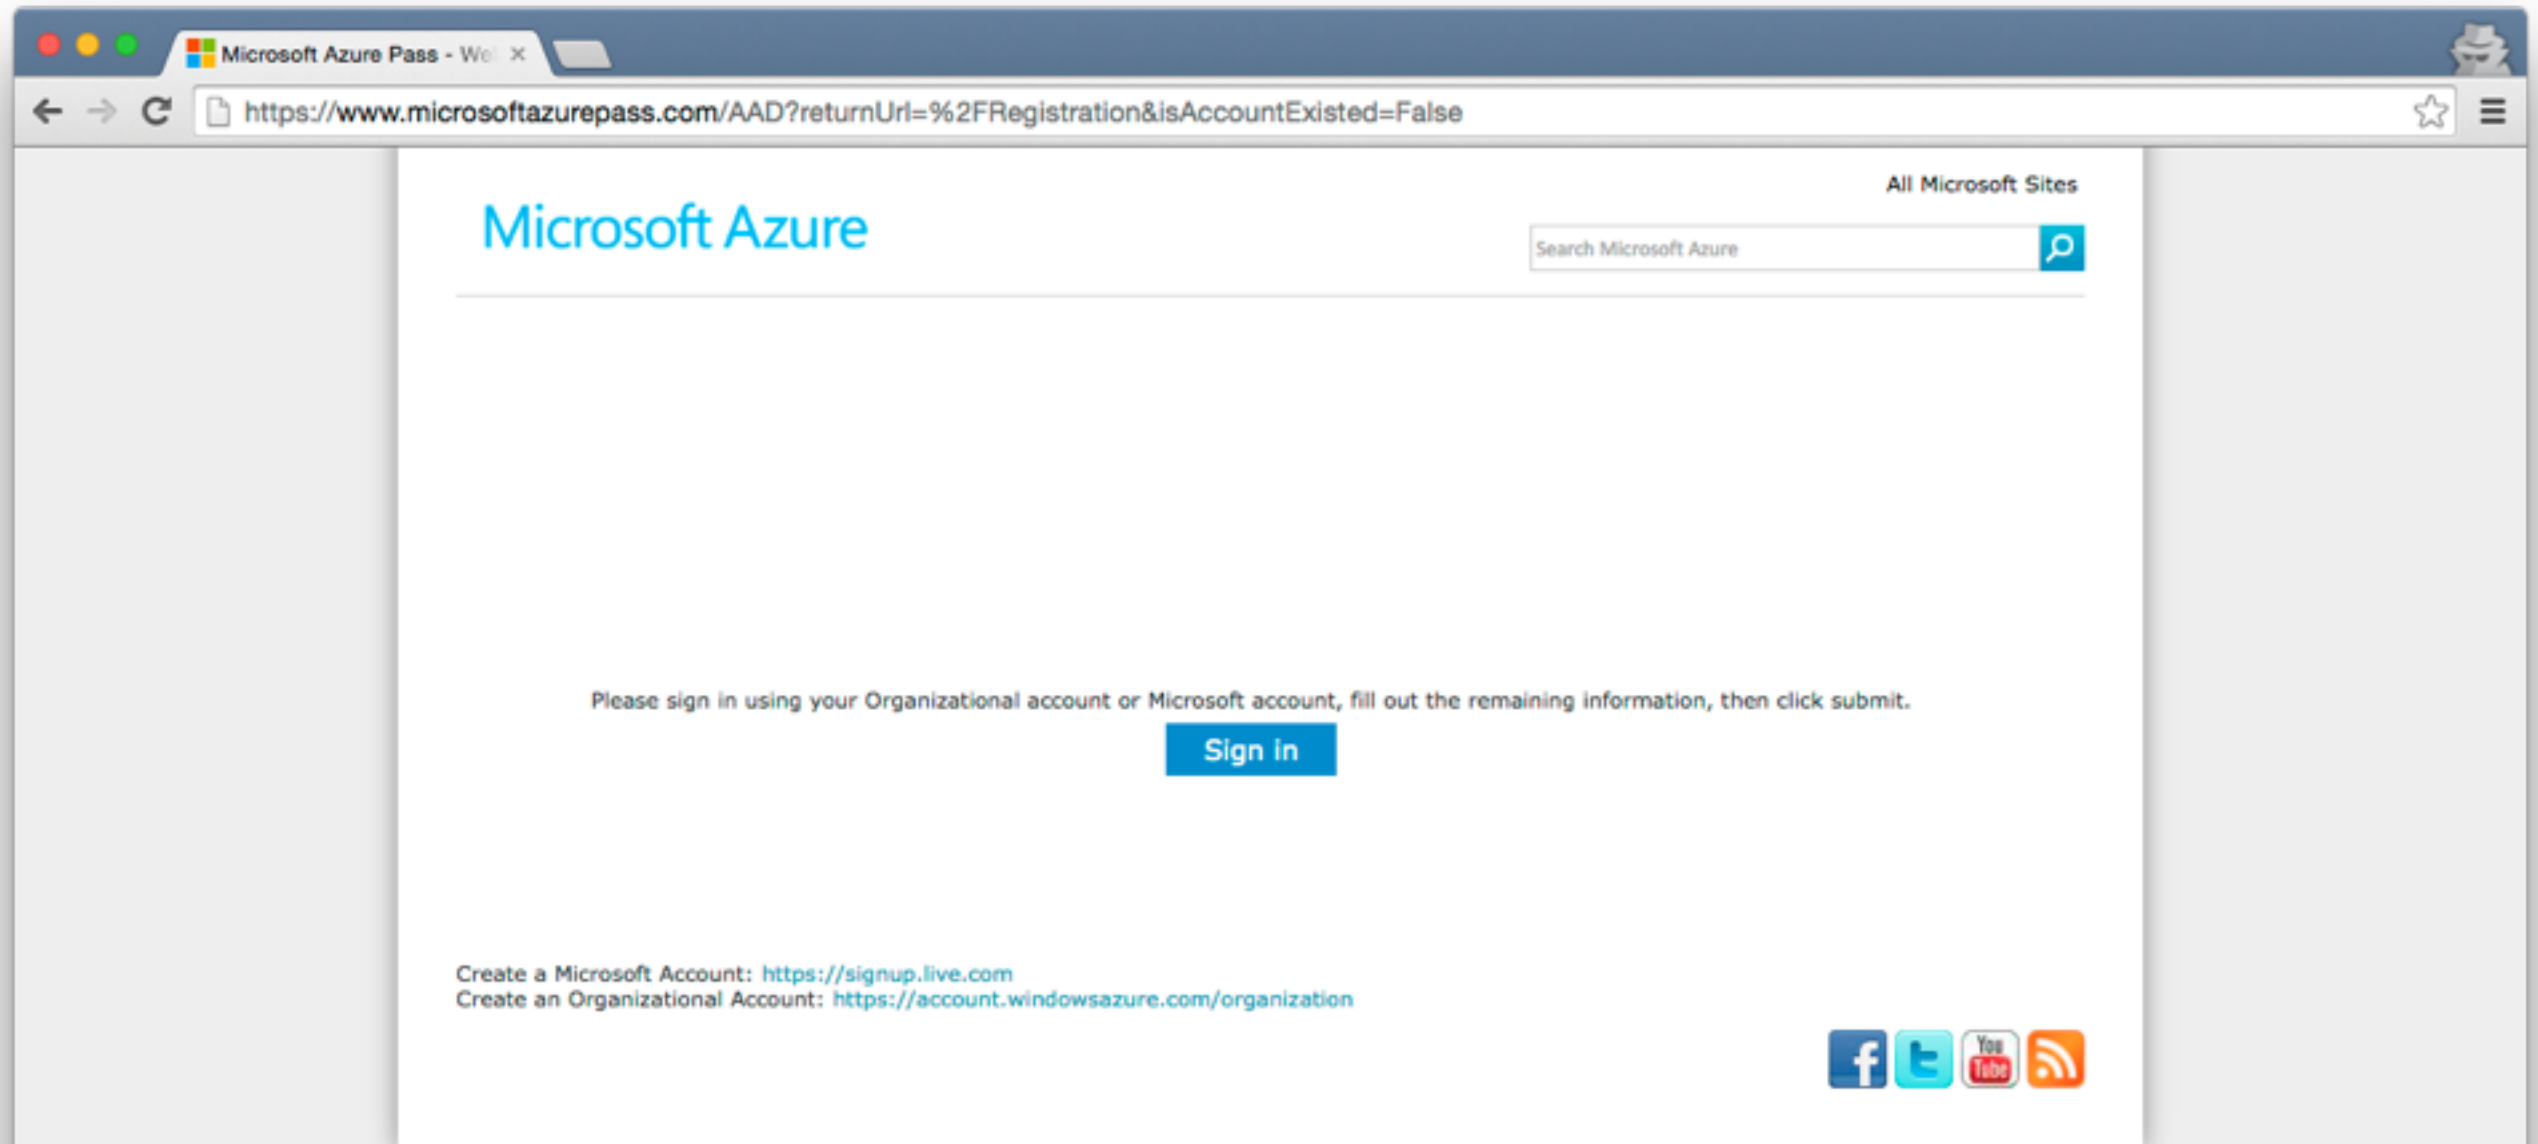 Microsoft Azure Pass - We
https://www.microsoftazurepass.com/AAD?returnUrl=%2FRegistration&isAccountExisted=False
All Microsoft Sites
Microsoft Azure
Search Microsoft Azure
Please sign in using your Organizational account or Microsoft account, fill out the remaining information, then click submit.
Sign in
Create a Microsoft Account: https://signup.live.com
Create an Organizational Account: https://account.windowsazure.com/organization
f t You Tube